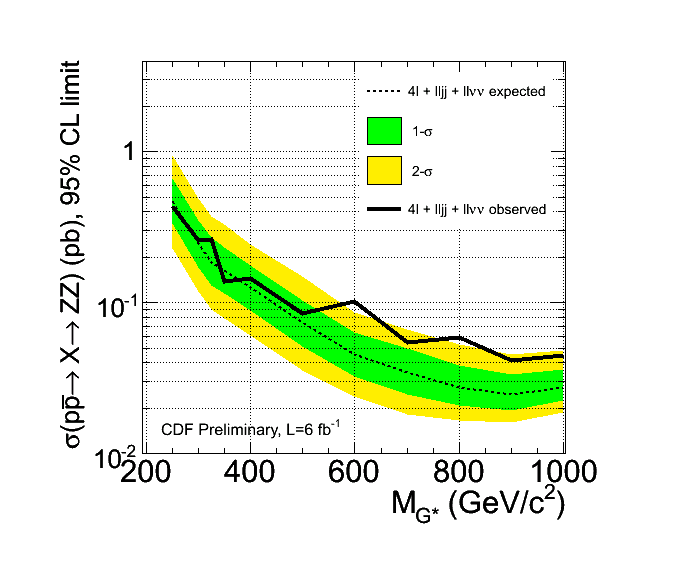 σ(pp̅→ X→ ZZ) (pb), 95% CL limit
4l + lljj + llνν expected
1-σ
2-σ
4l + lljj + llνν observed
1
10⁻¹
10⁻²
CDF Preliminary, L=6 fb⁻¹
200 400 600 800 1000
M_G* (GeV/c²)